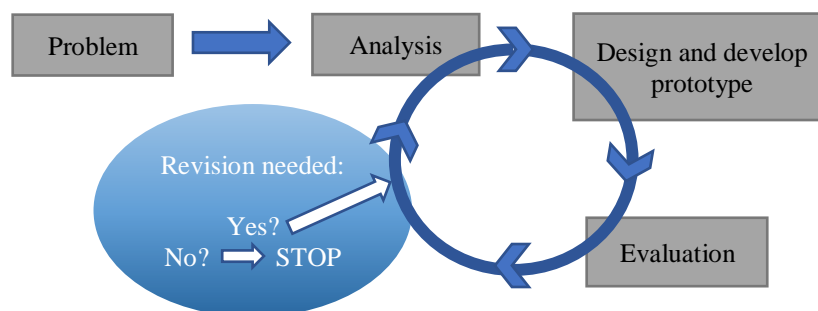 Problem
Analysis
Design and develop
prototype
Revision needed:
Yes?
No? STOP
Evaluation